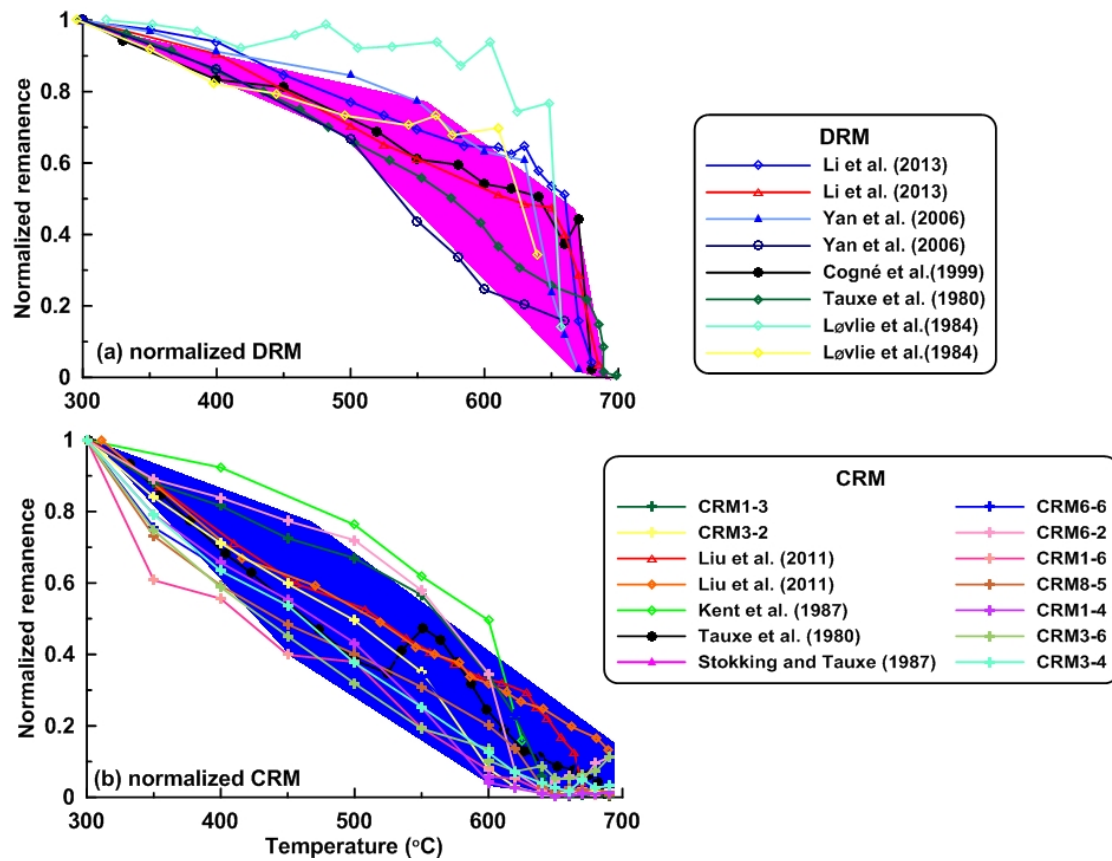 1
0.8
0.6
0.4
0.2
0
Normalized remanence
(a) normalized DRM
300 400 500 600 700
DRM
Li et al. (2013)
Li et al. (2013)
Yan et al. (2006)
Yan et al. (2006)
Cogné et al.(1999)
Tauxe et al. (1980)
Løvlie et al.(1984)
Løvlie et al.(1984)
1
0.8
0.6
0.4
0.2
0
Normalized remanence
(b) normalized CRM
300 400 500 600 700
Temperature (°C)
CRM
CRM1-3
CRM3-2
Liu et al. (2011)
Liu et al. (2011)
Kent et al. (1987)
Tauxe et al. (1980)
Stokking and Tauxe (1987)
CRM6-6
CRM6-2
CRM1-6
CRM8-5
CRM1-4
CRM3-6
CRM3-4